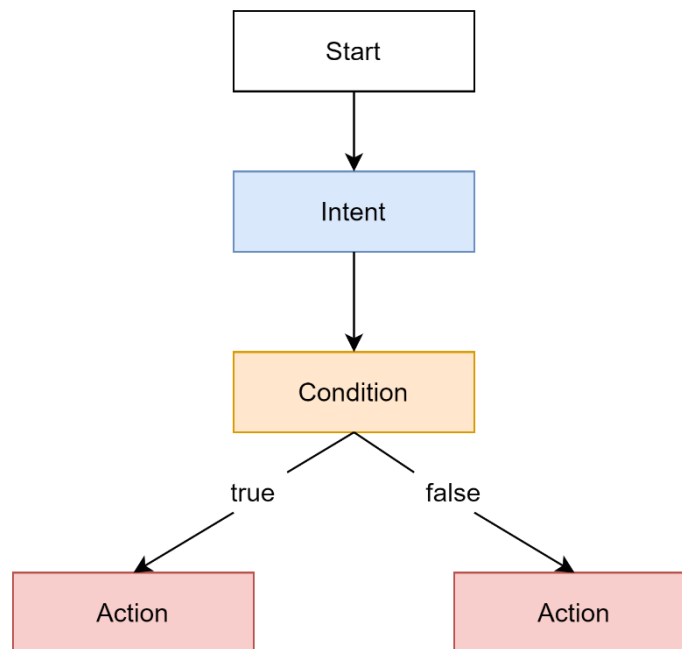 Start
Intent
Condition
true
false
Action
Action